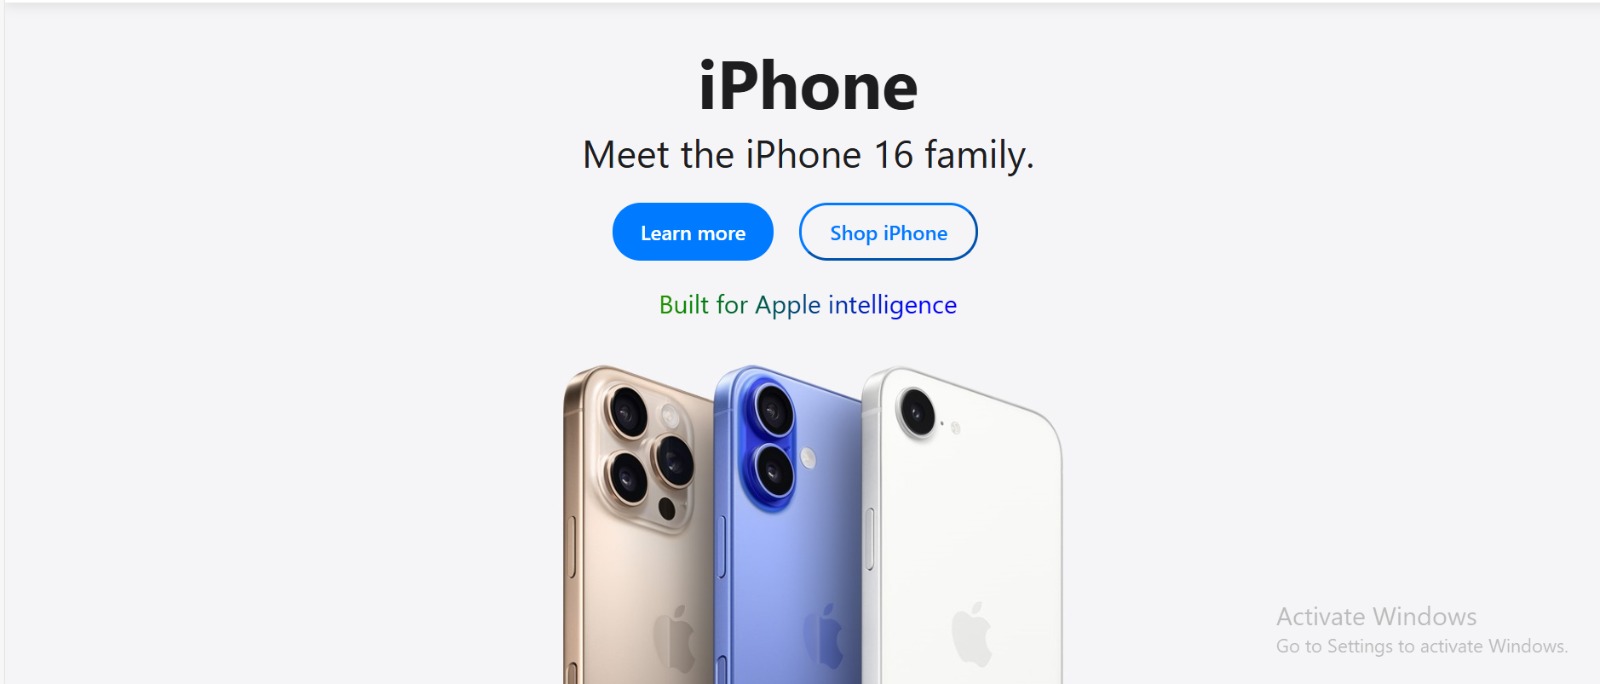 iPhone
Meet the iPhone 16 family.
Learn more
Shop iPhone
Built for Apple intelligence
Activate Windows
Go to Settings to activate Windows.